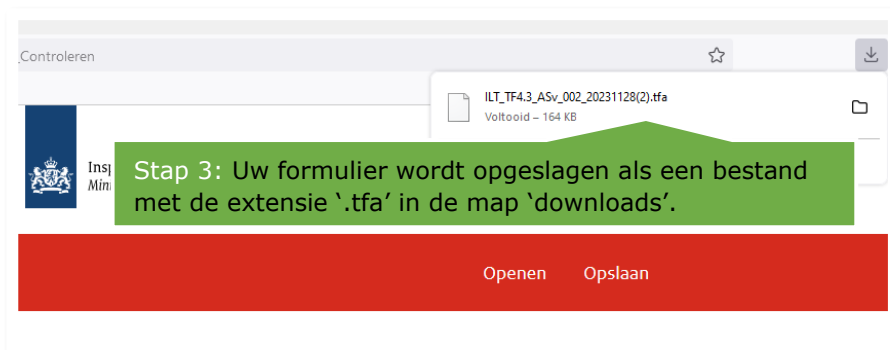 Controleren
ILT_TF4.3_ASv_002_20231128(2).tfa
Voltooid – 164 KB
Stap 3: Uw formulier wordt opgeslagen als een bestand
met de extensie ‘.tfa’ in de map ‘downloads’.
Openen Opslaan